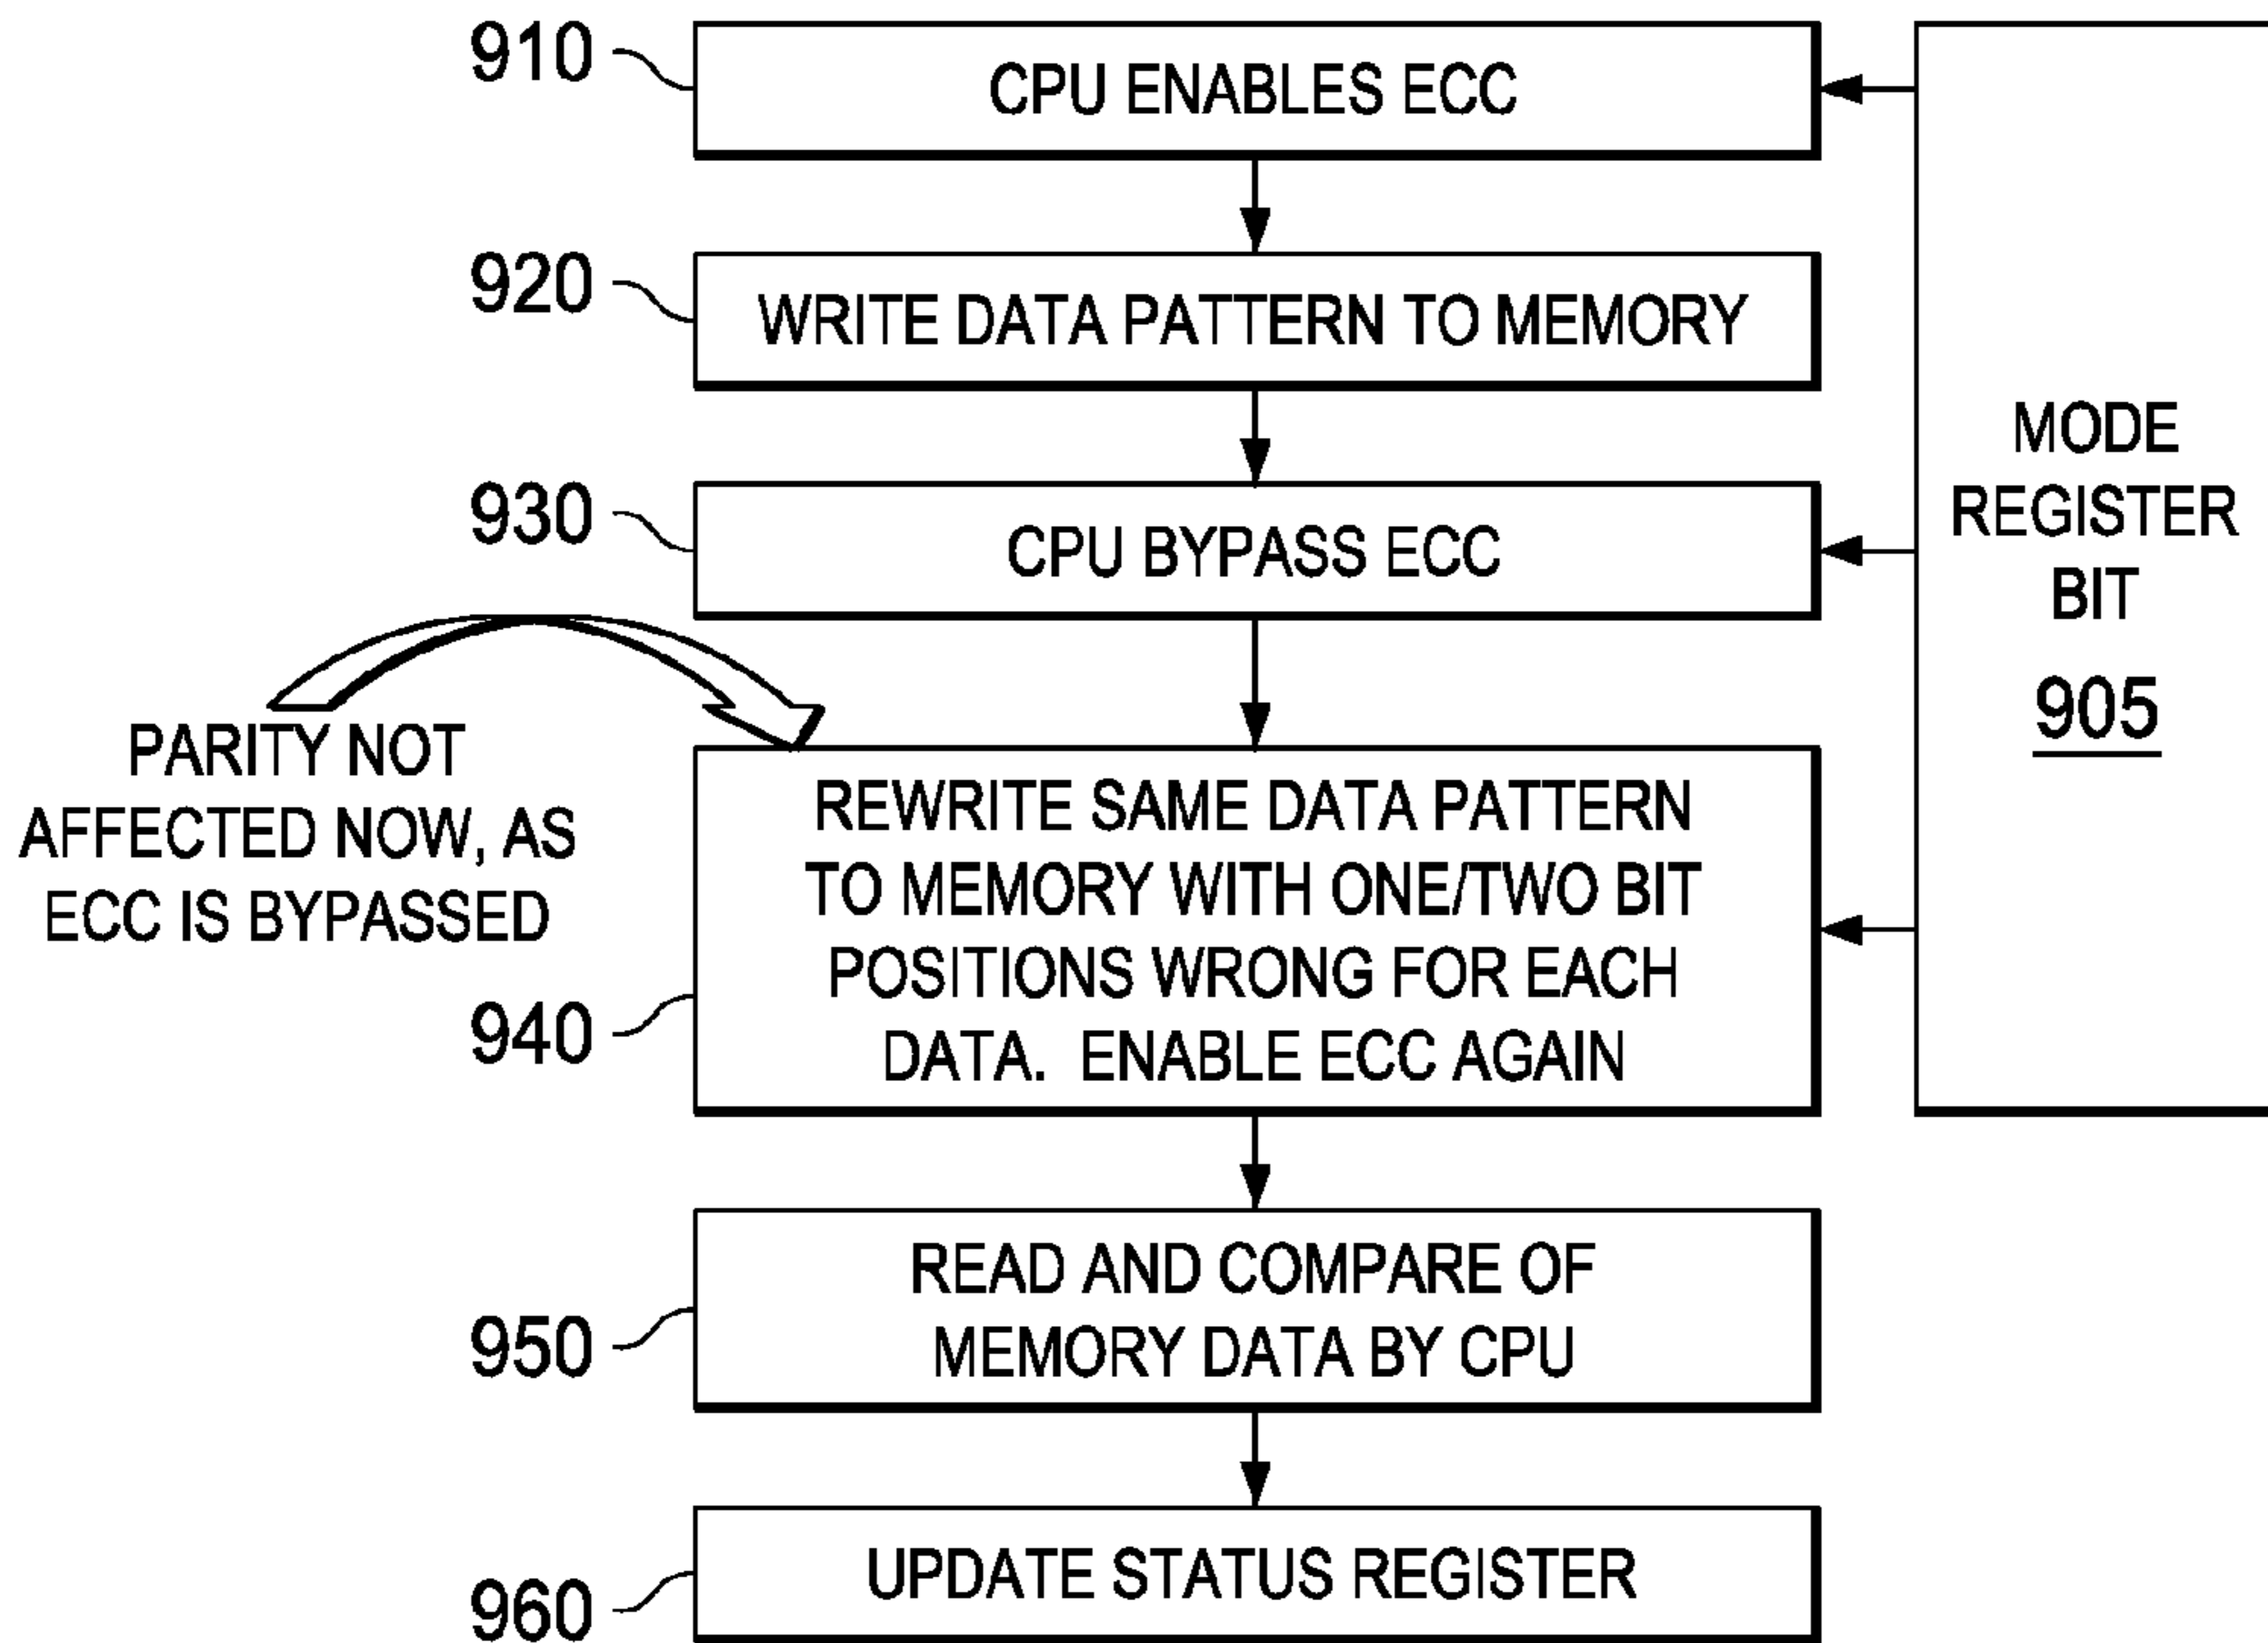 910
CPU ENABLES ECC
920
WRITE DATA PATTERN TO MEMORY
930
CPU BYPASS ECC
MODE
REGISTER
BIT
905
PARITY NOT
AFFECTED NOW, AS
ECC IS BYPASSED
940
REWRITE SAME DATA PATTERN
TO MEMORY WITH ONE/TWO BIT
POSITIONS WRONG FOR EACH
DATA. ENABLE ECC AGAIN
950
READ AND COMPARE OF
MEMORY DATA BY CPU
960
UPDATE STATUS REGISTER